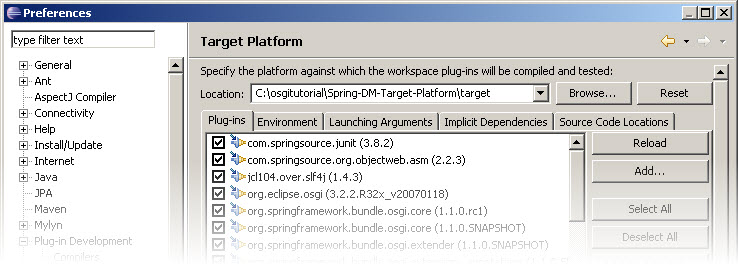 Preferences
type filter text
General
Ant
AspectJ Compiler
Connectivity
Help
Install/Update
Internet
Java
JPA
Maven
Mylyn
Plug-in Development
Compilers
Target Platform
Specify the platform against which the workspace plug-ins will be compiled and tested:
Location: C:\osgitutorial\Spring-DM-Target-Platform\target Browse... Reset
Plug-ins Environment Launching Arguments Implicit Dependencies Source Code Locations
com.springsource.junit (3.8.2)
com.springsource.org.objectweb.asm (2.2.3)
jcl104.over.slf4j (1.4.3)
org.eclipse.osgi (3.2.2.R32x_v20070118)
org.springframework.bundle.osgi.core (1.1.0.rc1)
org.springframework.bundle.osgi.core (1.1.0.SNAPSHOT)
org.springframework.bundle.osgi.extender (1.1.0.SNAPSHOT)
Reload
Add...
Select All
Deselect All